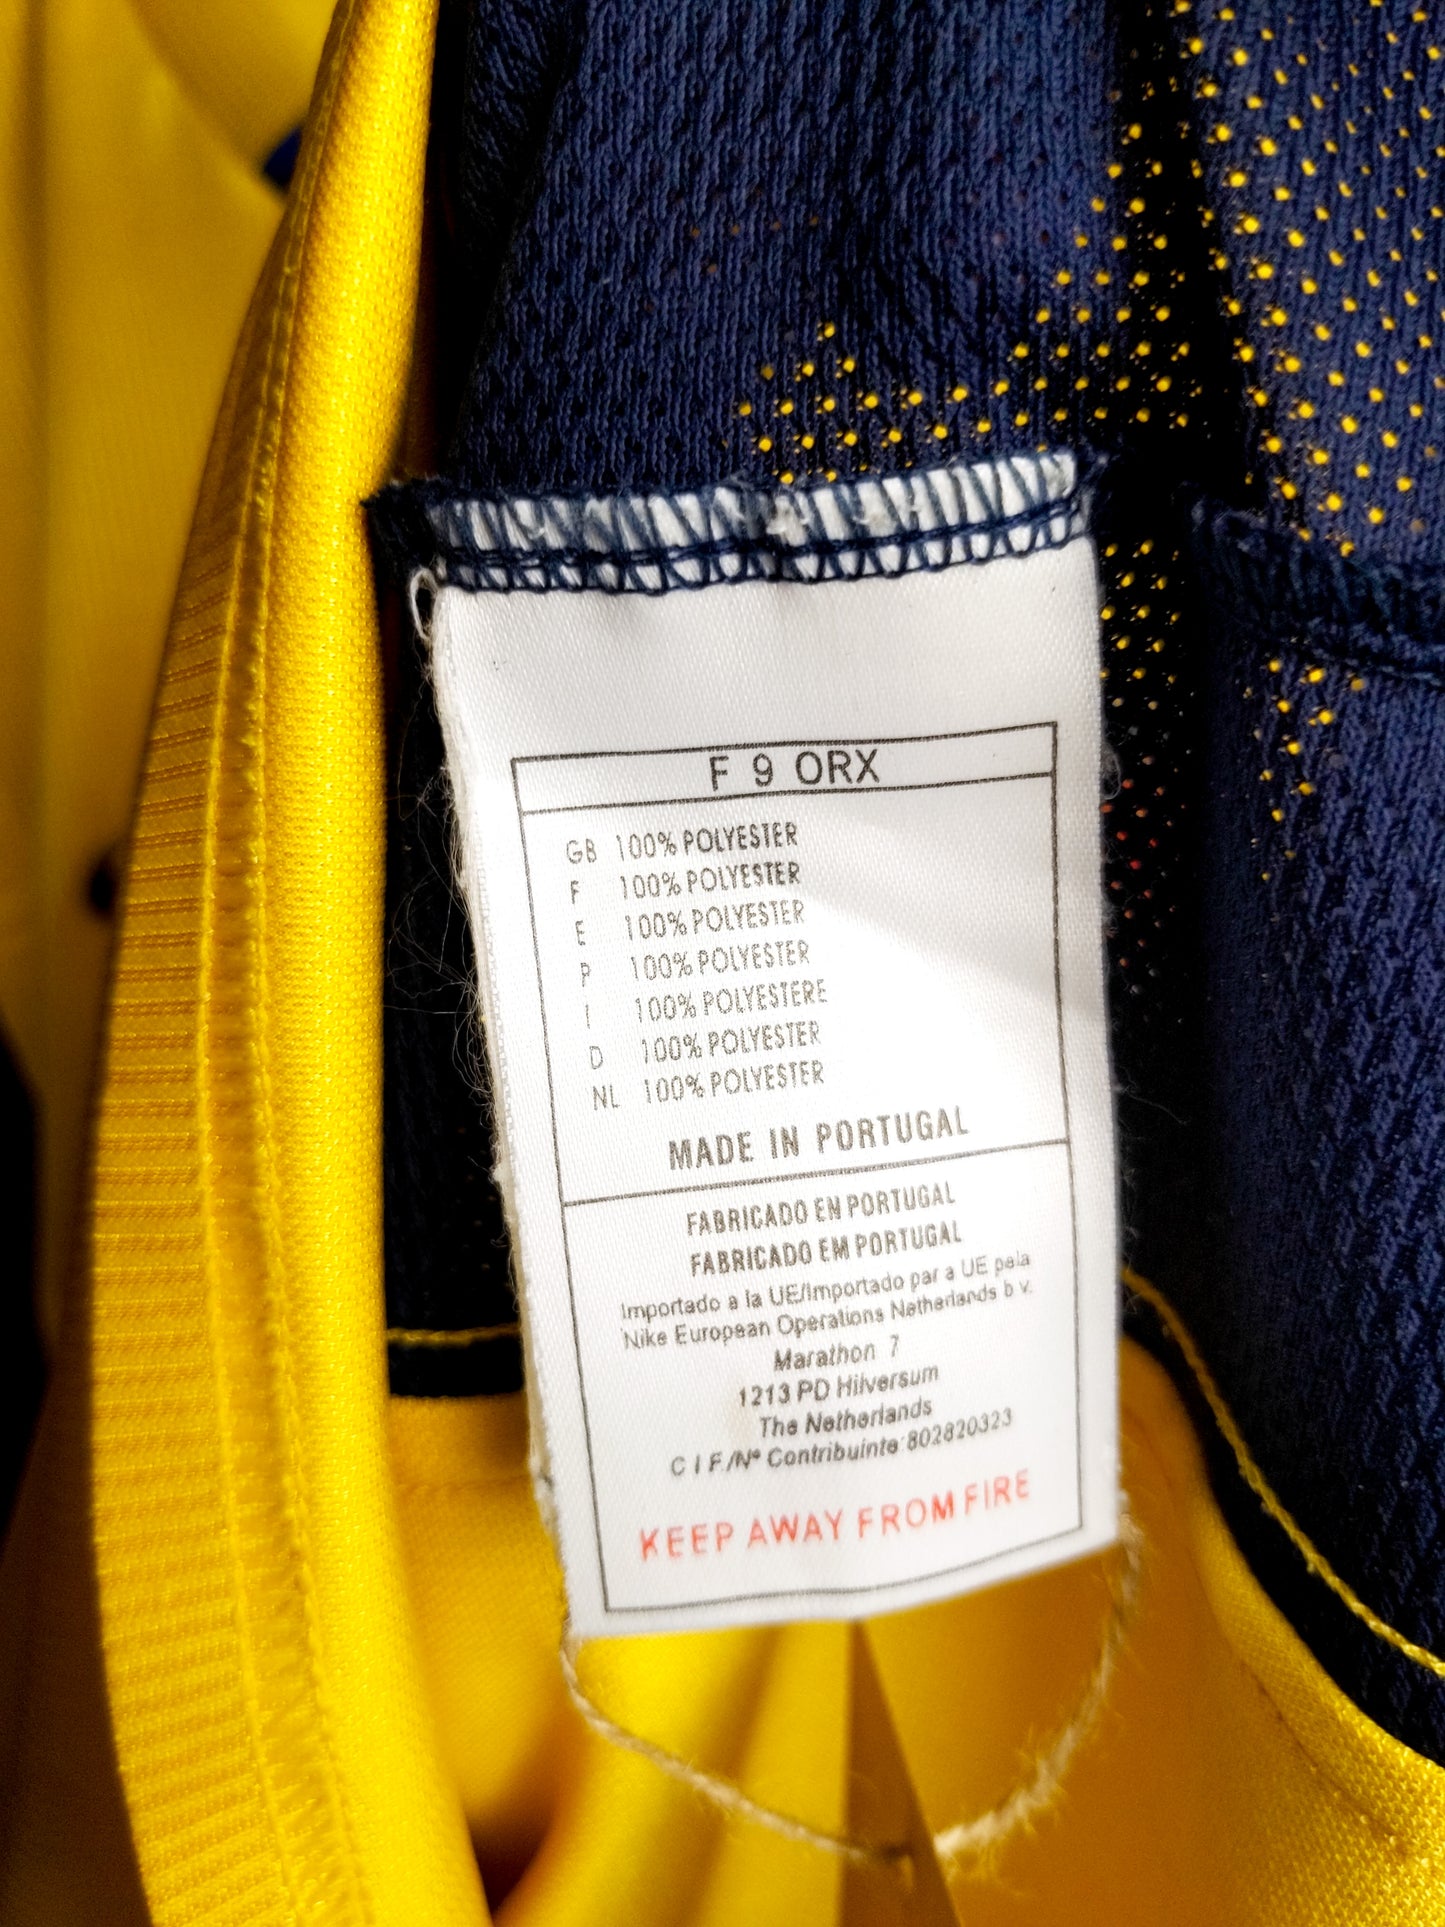 F 9 ORX
GB 100% POLYESTER
F 100% POLYESTER
E 100% POLYESTER
P 100% POLYESTER
I 100% POLYESTERE
D 100% POLYESTER
NL 100% POLYESTER
MADE IN PORTUGAL
FABRICADO EN PORTUGAL
FABRICADO EM PORTUGAL
Importado a la UE/Importado par a UE pela
Nike European Operations Netherlands b v.
Marathon 7
1213 PD Hilversum
The Netherlands
C I F./Nº Contribuinte 802820323
KEEP AWAY FROM FIRE